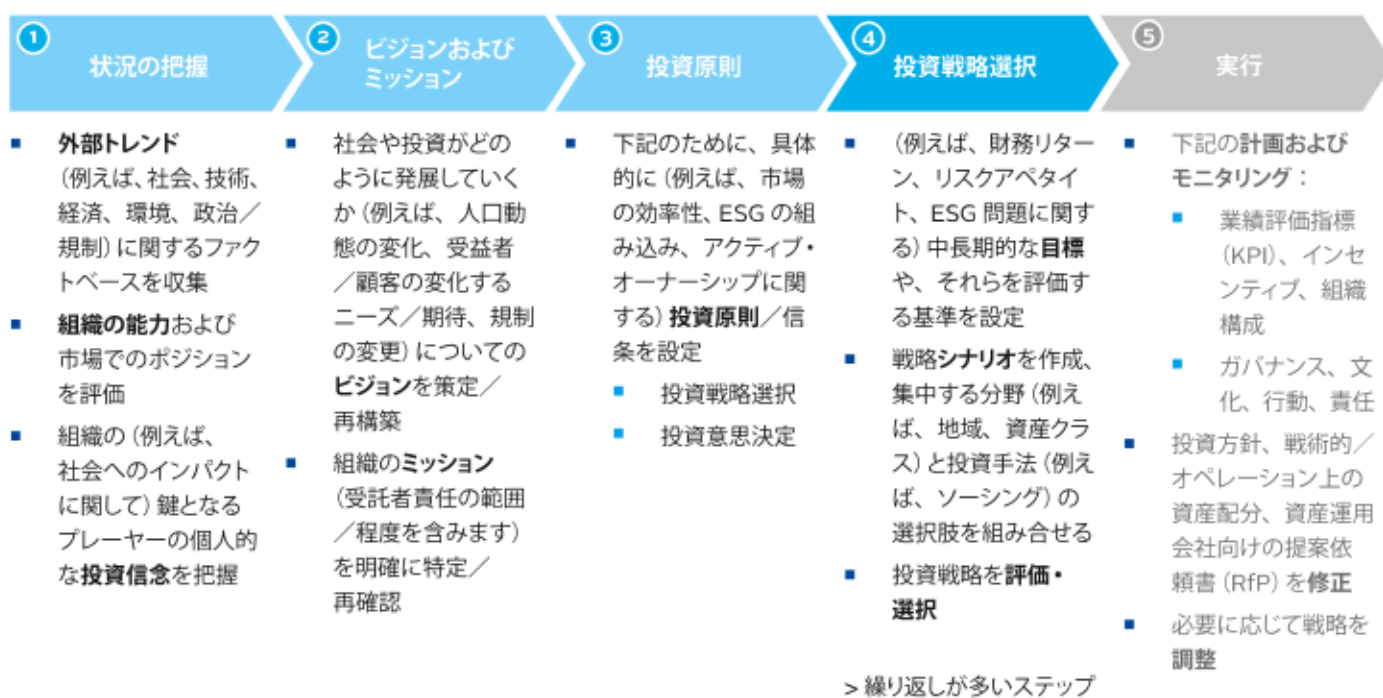 1
状況の把握
外部トレンド
（例えば、社会、技術、
経済、環境、政治／
規制）に関するファク
トベースを収集
組織の能力および
市場でのポジション
を評価
組織の（例えば、
社会へのインパクト
に関して）鍵となる
プレーヤーの個人的
な投資信念を把握
2
ビジョンおよび
ミッション
社会や投資がどの
ように発展していく
か（例えば、人口動
態の変化、受益者
／顧客の変化する
ニーズ／期待、規制
の変更）についての
ビジョンを策定／
再構築
組織のミッション
（受託者責任の範囲
／程度を含みます）
を明確に特定／
再確認
3
投資原則
下記のために、具体
的に（例えば、市場
の効率性、ESG の組
み込み、アクティブ・
オーナーシップに関
する）投資原則／信
条を設定
投資戦略選択
投資意思決定
4
投資戦略選択
（例えば、財務リター
ン、リスクアペタイ
ト、ESG 問題に関す
る）中長期的な目標
や、それらを評価す
る基準を設定
戦略シナリオを作成、
集中する分野（例え
ば、地域、資産クラ
ス）と投資手法（例え
ば、ソーシング）の
選択肢を組み合せる
投資戦略を評価・
選択
> 繰り返しが多いステップ
5
実行
下記の計画および
モニタリング：
業績評価指標
（KPI）、インセ
ンティブ、組織
構成
ガバナンス、文
化、行動、責任
投資方針、戦術的／
オペレーション上の
資産配分、資産運用
会社向けの提案依
頼書（RfP）を修正
必要に応じて戦略を
調整